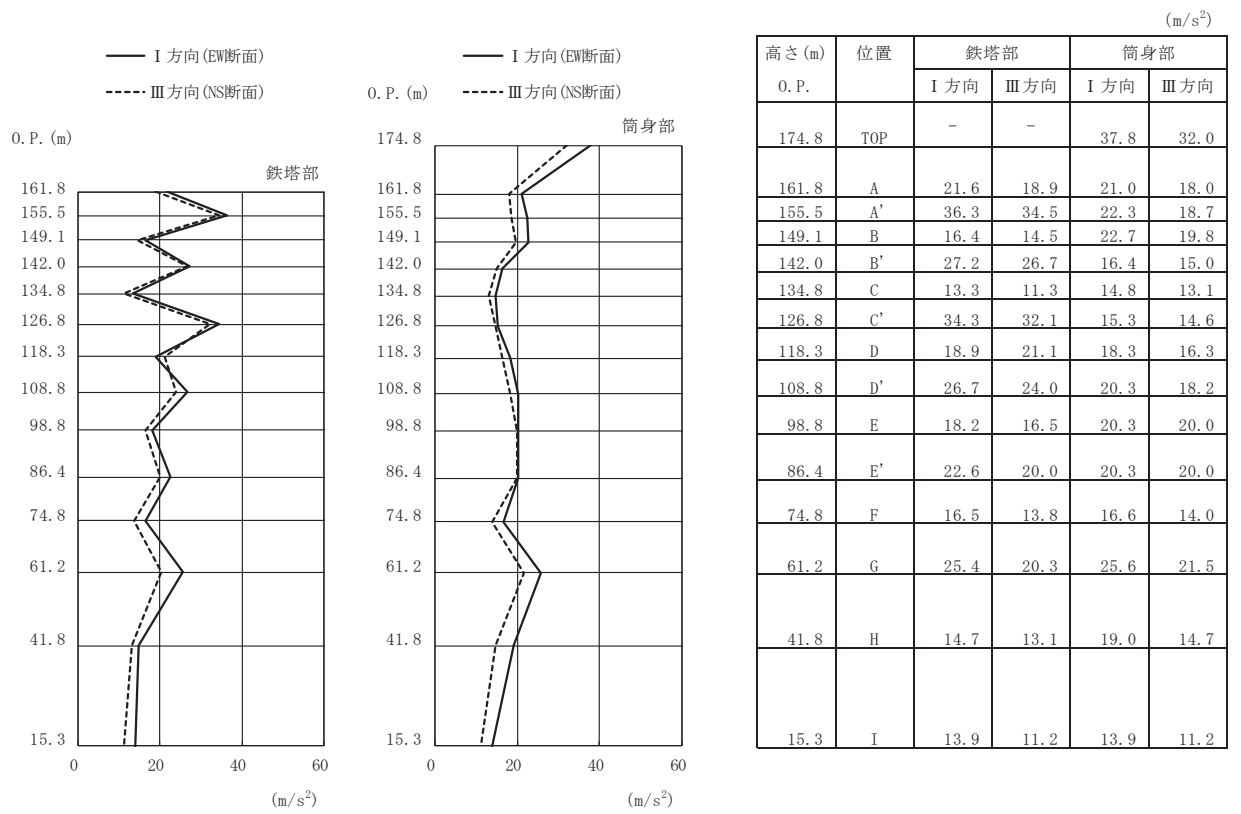 Ⅰ 方向(EW断面)
Ⅲ方向(NS断面)
O.P.(m)
鉄塔部
161.8
155.5
149.1
142.0
134.8
126.8
118.3
108.8
98.8
86.4
74.8
61.2
41.8
15.3
0 20 40 60
(m/s²)
Ⅰ 方向(EW断面)
Ⅲ方向(NS断面)
O.P.(m)
筒身部
174.8
161.8
155.5
149.1
142.0
134.8
126.8
118.3
108.8
98.8
86.4
74.8
61.2
41.8
15.3
0 20 40 60
(m/s²)
(m/s²)
高さ(m) 位置 鉄塔部 筒身部
O.P. Ⅰ 方向 Ⅲ方向 Ⅰ 方向 Ⅲ方向
174.8 TOP － － 37.8 32.0
161.8 A 21.6 18.9 21.0 18.0
155.5 A' 36.3 34.5 22.3 18.7
149.1 B 16.4 14.5 22.7 19.8
142.0 B' 27.2 26.7 16.4 15.0
134.8 C 13.3 11.3 14.8 13.1
126.8 C' 34.3 32.1 15.3 14.6
118.3 D 18.9 21.1 18.3 16.3
108.8 D' 26.7 24.0 20.3 18.2
98.8 E 18.2 16.5 20.3 20.0
86.4 E' 22.6 20.0 20.3 20.0
74.8 F 16.5 13.8 16.6 14.0
61.2 G 25.4 20.3 25.6 21.5
41.8 H 14.7 13.1 19.0 14.7
15.3 I 13.9 11.2 13.9 11.2